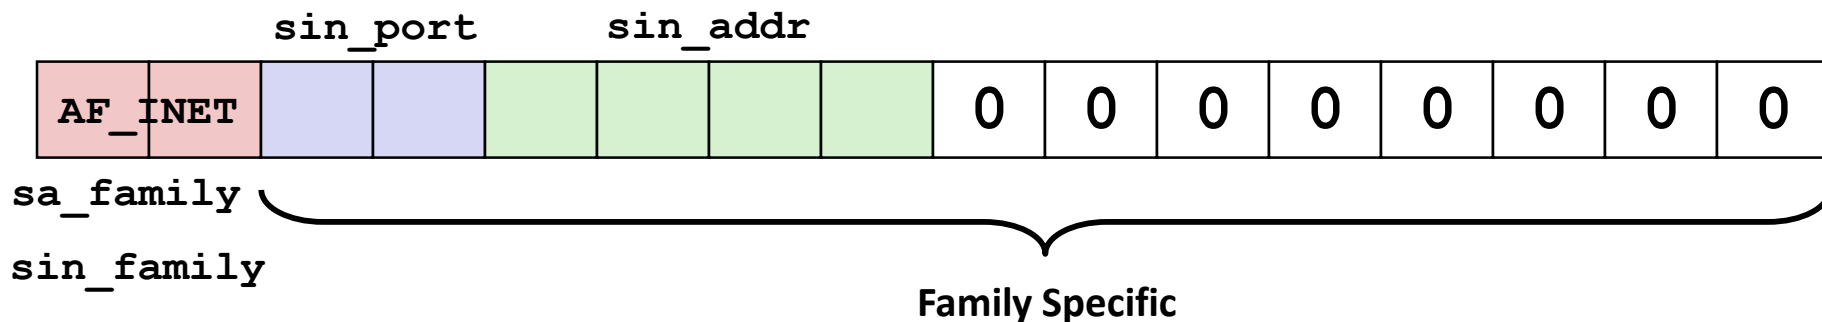 sin_port sin_addr
AF_INET 0 0 0 0 0 0 0 0
sa_family
sin_family
Family Specific